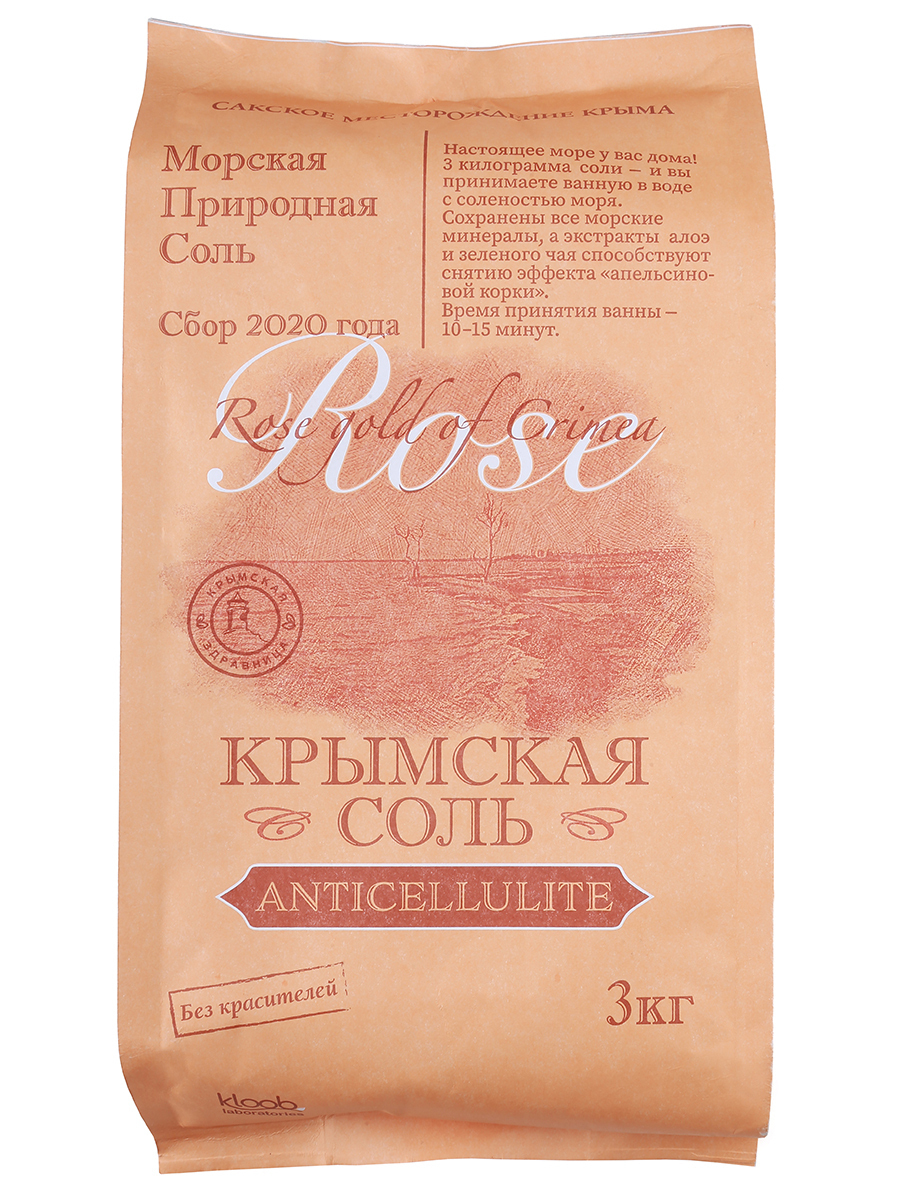 САКСКОЕ МЕСТОРОЖДЕНИЕ КРЫМА
Морская
Природная
Соль
Сбор 2020 года
Настоящее море у вас дома!
3 килограмма соли – и вы
принимаете ванную в воде
с соленостью моря.
Сохранены все морские
минералы, а экстракты алоэ
и зеленого чая способствуют
снятию эффекта «апельсино-
вой корки».
Время принятия ванны –
10–15 минут.
Rose
Rose gold of Crimea
КРЫМСКАЯ
ЗДРАВНИЦА
КРЫМСКАЯ
СОЛЬ
ANTICELLULITE
Без красителей
3кг
kloob
laboratories